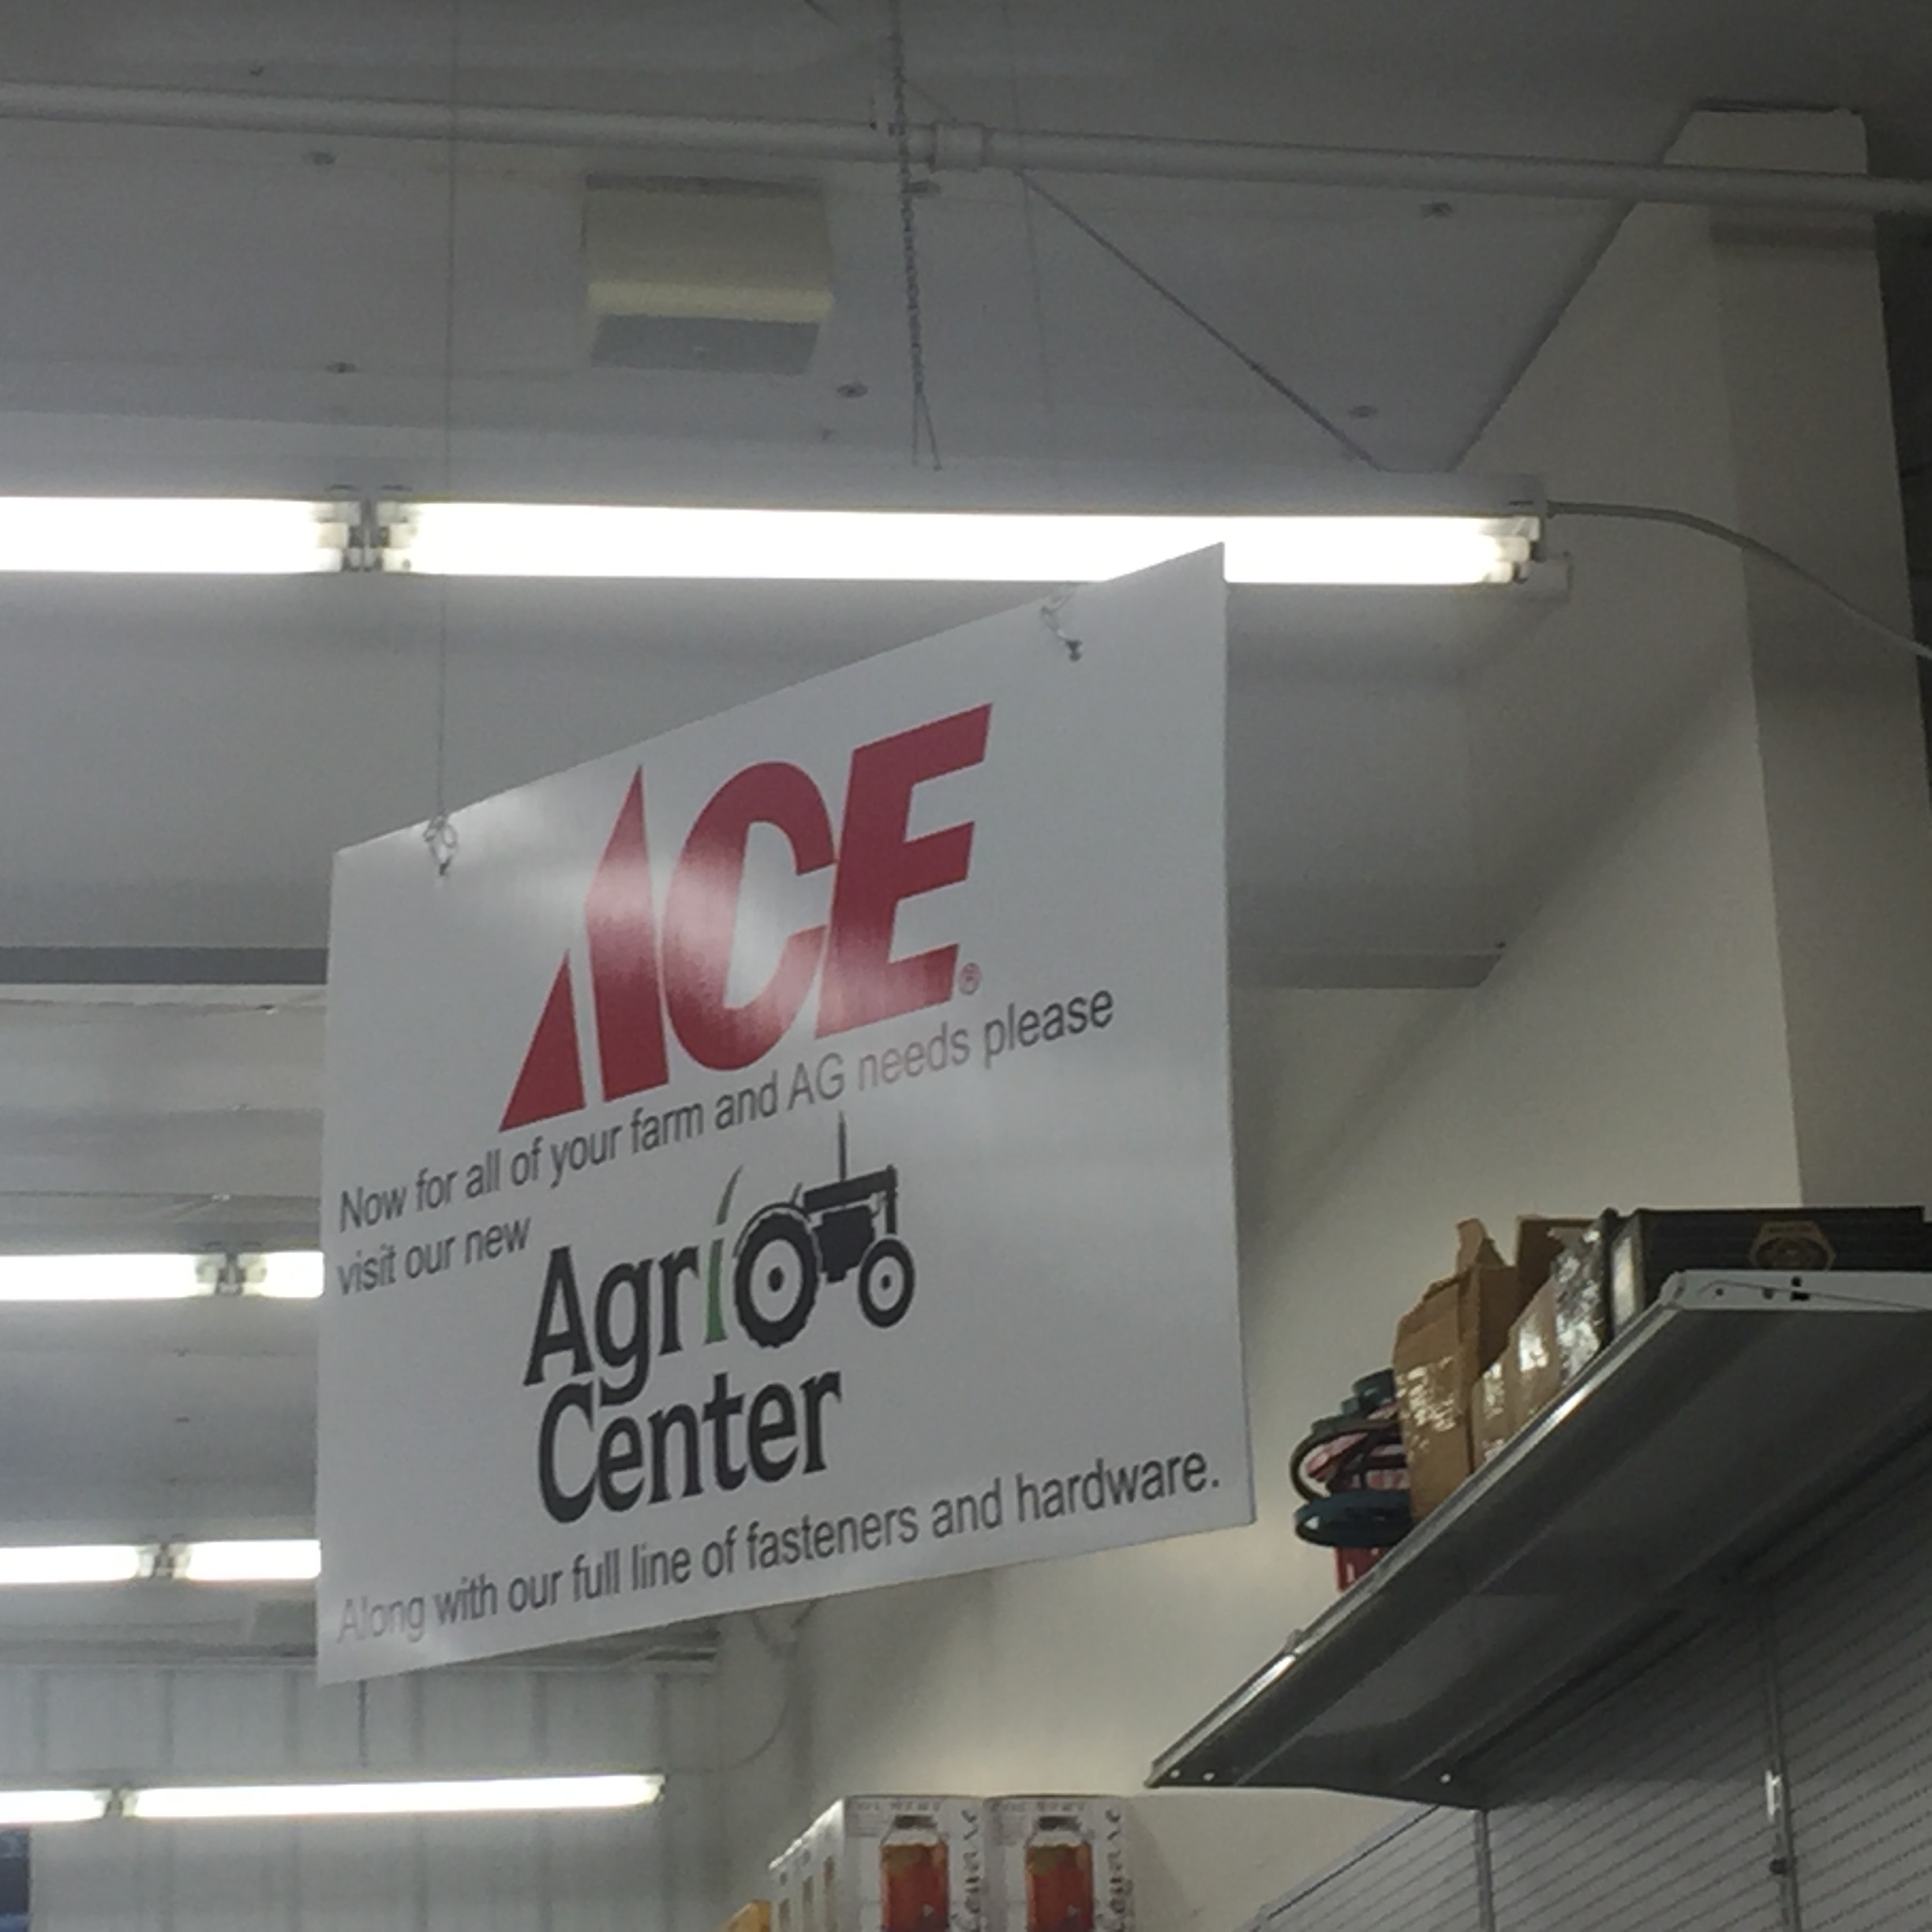 ACE®
Now for all of your farm and AG needs please
visit our new
Agri
Center
Along with our full line of fasteners and hardware.